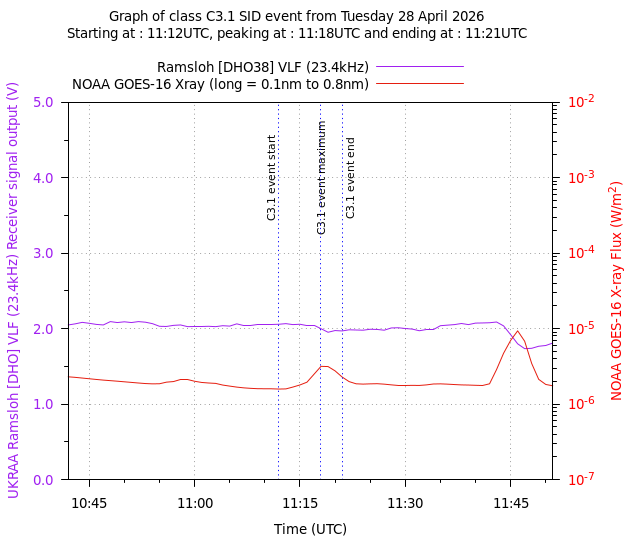 Graph of class C3.1 SID event from Tuesday 28 April 2026
Starting at : 11:12UTC, peaking at : 11:18UTC and ending at : 11:21UTC
Ramsloh [DHO38] VLF (23.4kHz)
NOAA GOES-16 Xray (long = 0.1nm to 0.8nm)
UKRAA Ramsloh [DHO] VLF (23.4kHz) Receiver signal output (V)
5.0
4.0
3.0
2.0
1.0
0.0
C3.1 event start
C3.1 event maximum
C3.1 event end
10^-2
10^-3
10^-4
10^-5
10^-6
10^-7
NOAA GOES-16 X-ray Flux (W/m²)
10:45
11:00
11:15
11:30
11:45
Time (UTC)